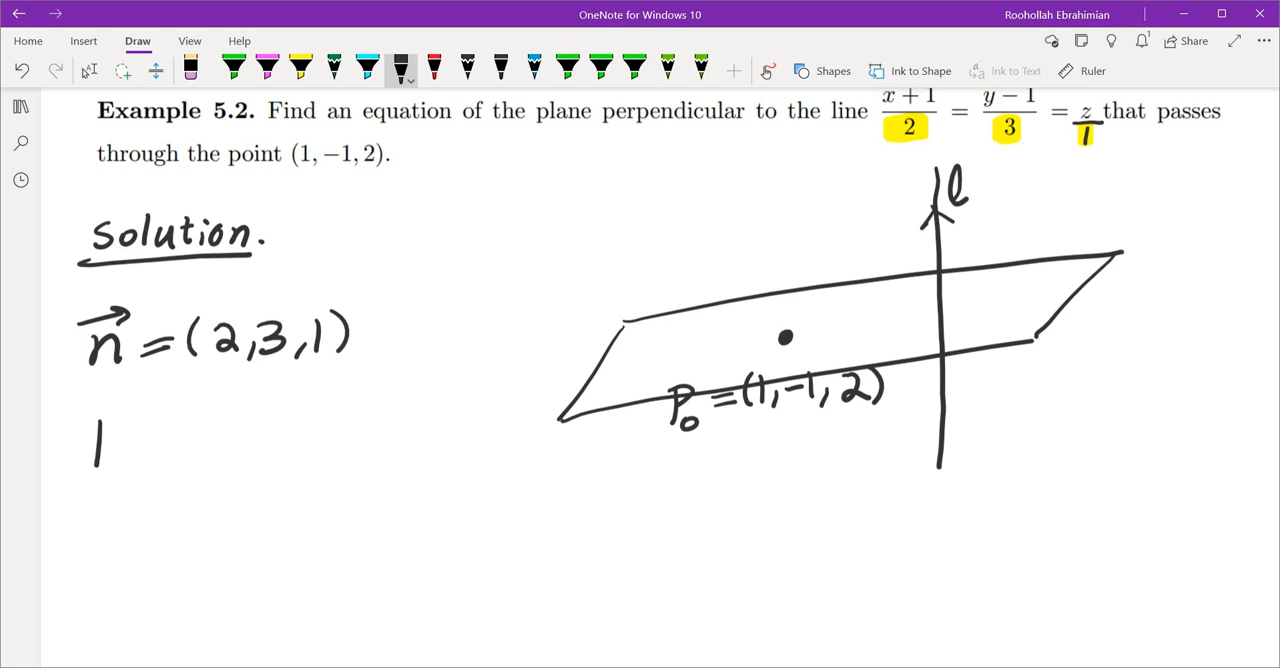 OneNote for Windows 10
Roohollah Ebrahimian
Home Insert Draw View Help
Share
Shapes Ink to Shape Ink to Text Ruler
Example 5.2. Find an equation of the plane perpendicular to the line (x + 1)/2 = (y − 1)/3 = z/1 that passes
through the point (1, −1, 2).
Solution.
ℓ
n⃗ = (2,3,1)
P₀ = (1,-1,2)